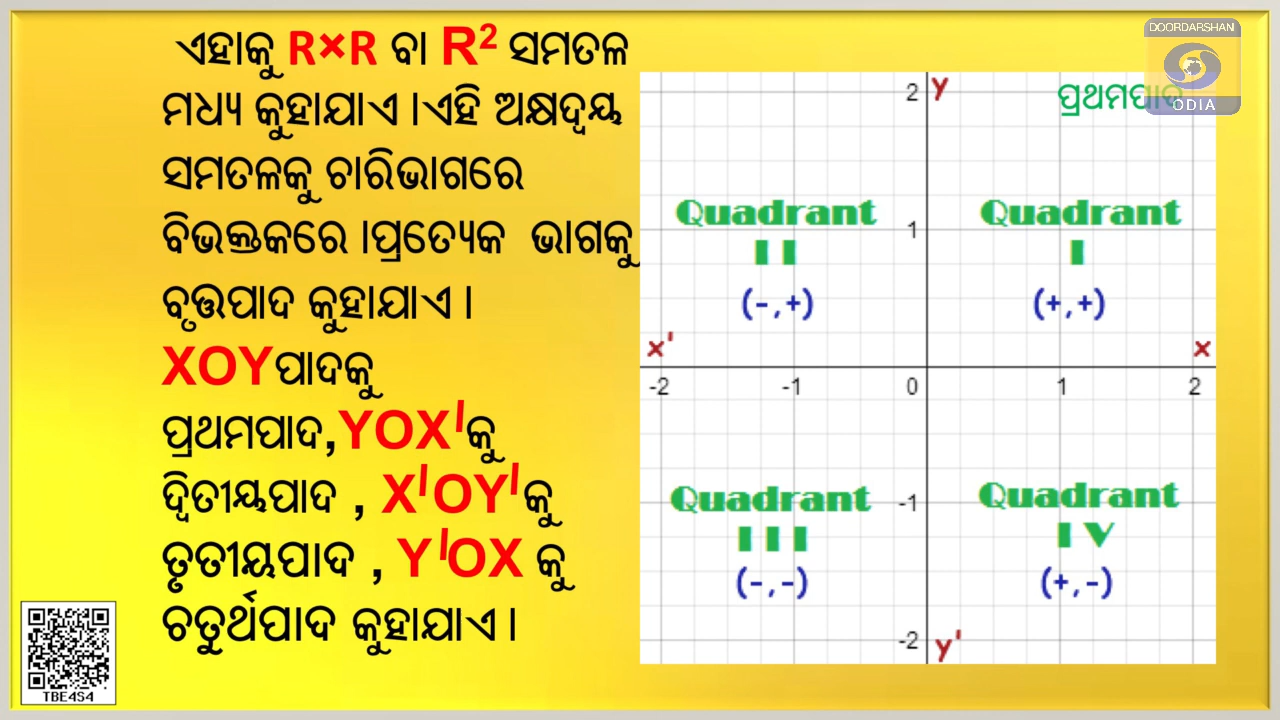 ଏହାକୁ R×R ବା R² ସମତଳ
ମଧ୍ୟ କୁହାଯାଏ ।ଏହି ଅକ୍ଷଦ୍ୱୟ
ସମତଳକୁ ଚାରିଭାଗରେ
ବିଭକ୍ତକରେ ।ପ୍ରତ୍ୟେକ ଭାଗକୁ
ବୃତ୍ତପାଦ କୁହାଯାଏ ।
XOYପାଦକୁ
ପ୍ରଥମପାଦ,YOX|କୁ
ଦ୍ୱିତୀୟପାଦ , X|OY|କୁ
ତୃତୀୟପାଦ , Y|OX କୁ
ଚତୁର୍ଥପାଦ କୁହାଯାଏ ।
DOORDARSHAN
ODIA
2 Y ପ୍ରଥମପାଦ
Quadrant Quadrant
II I
1
(-,+) (+,+)
x' x
-2 -1 0 1 2
Quadrant Quadrant
-1
III IV
(-,-) (+,-)
-2 y'
TBE4S4